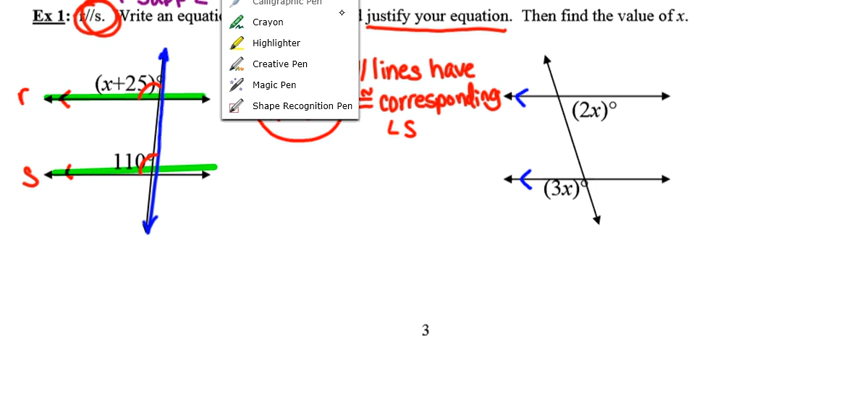 Ex 1: r//s. Write an equati justify your equation. Then find the value of x.
Calligraphic Pen
Crayon
Highlighter
Creative Pen
Magic Pen
Shape Recognition Pen
// lines have
≅ corresponding
∠S
r
(x+25)°
s
110°
(2x)°
(3x)°
3